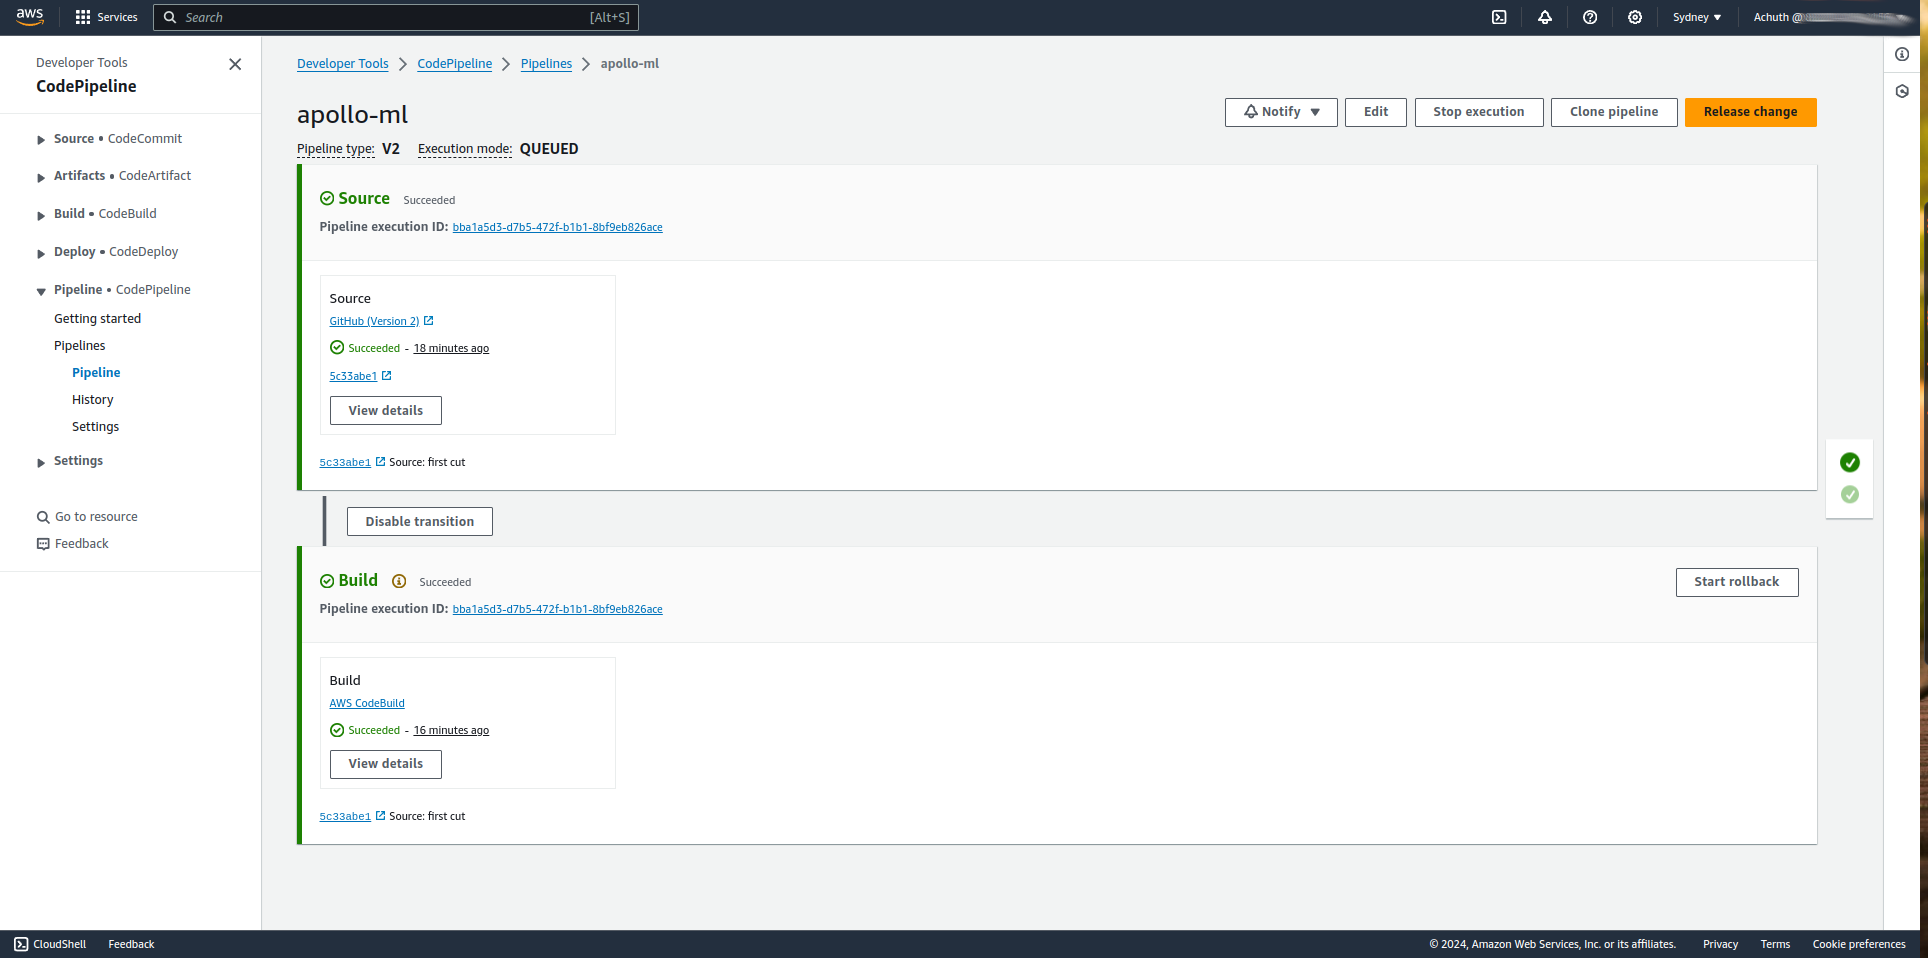 aws
Services
Search [Alt+S]
Sydney
Achuth @
Developer Tools
CodePipeline
Source • CodeCommit
Artifacts • CodeArtifact
Build • CodeBuild
Deploy • CodeDeploy
Pipeline • CodePipeline
Getting started
Pipelines
Pipeline
History
Settings
Settings
Go to resource
Feedback
Developer Tools > CodePipeline > Pipelines > apollo-ml
apollo-ml
Notify
Edit
Stop execution
Clone pipeline
Release change
Pipeline type: V2 Execution mode: QUEUED
Source Succeeded
Pipeline execution ID: bba1a5d3-d7b5-472f-b1b1-8bf9eb826ace
Source
GitHub (Version 2)
Succeeded - 18 minutes ago
5c33abe1
View details
5c33abe1 Source: first cut
Disable transition
Build Succeeded
Start rollback
Pipeline execution ID: bba1a5d3-d7b5-472f-b1b1-8bf9eb826ace
Build
AWS CodeBuild
Succeeded - 16 minutes ago
View details
5c33abe1 Source: first cut
CloudShell
Feedback
© 2024, Amazon Web Services, Inc. or its affiliates.
Privacy
Terms
Cookie preferences